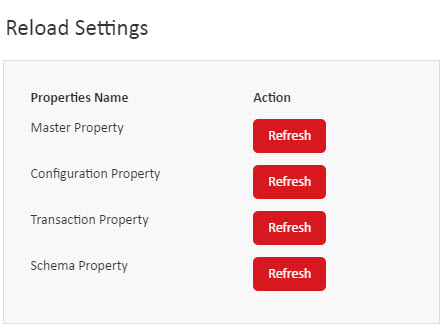 Reload Settings
Properties Name Action
Master Property Refresh
Configuration Property Refresh
Transaction Property Refresh
Schema Property Refresh